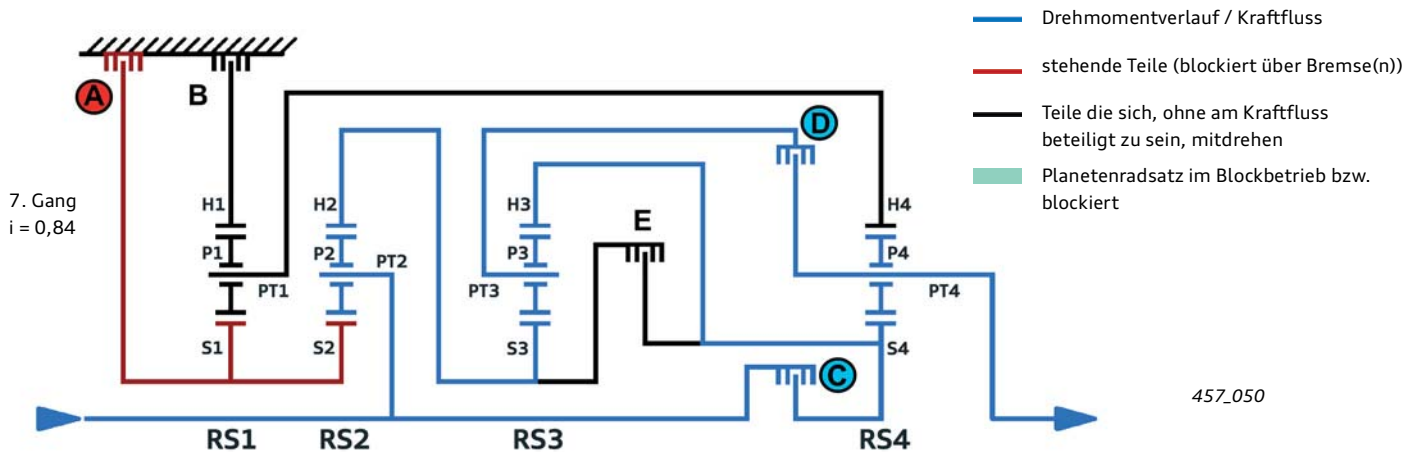 Drehmomentverlauf / Kraftfluss
stehende Teile (blockiert über Bremse(n))
Teile die sich, ohne am Kraftfluss
beteiligt zu sein, mitdrehen
Planetenradsatz im Blockbetrieb bzw.
blockiert
7. Gang
i = 0,84
A
B
D
H1
H2
H3
E
H4
P1
P2
PT2
P3
P4
PT1
PT3
PT4
S1
S2
S3
S4
C
457_050
RS1
RS2
RS3
RS4